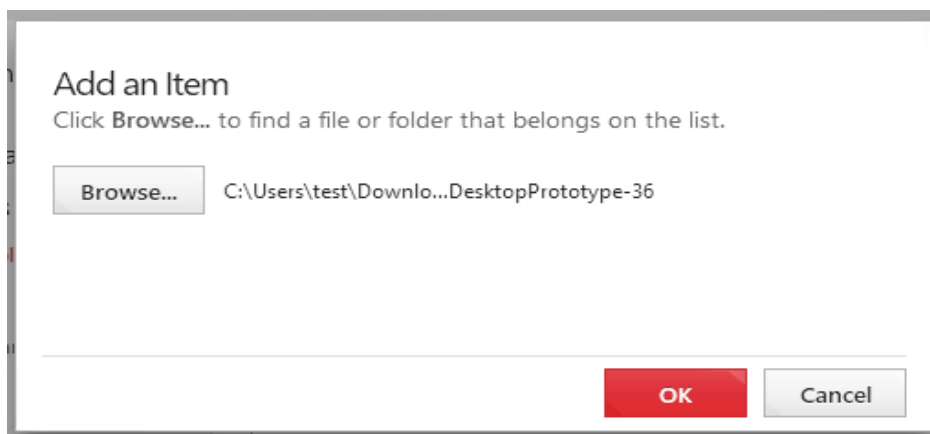 Add an Item
Click Browse... to find a file or folder that belongs on the list.
Browse... C:\Users\test\Downlo...DesktopPrototype-36
OK Cancel